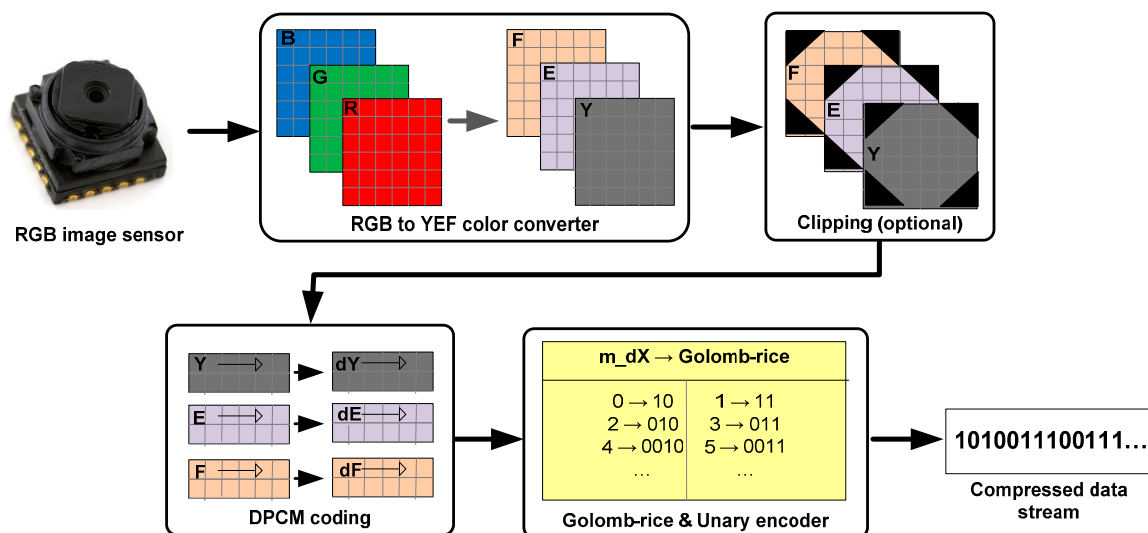 B
G
R
F
E
Y
RGB to YEF color converter
RGB image sensor
F
E
Y
Clipping (optional)
Y
dY
E
dE
F
dF
DPCM coding
m_dX → Golomb-rice
0 → 10 1 → 11
2 → 010 3 → 011
4 → 0010 5 → 0011
... ...
Golomb-rice & Unary encoder
1010011100111...
Compressed data
stream